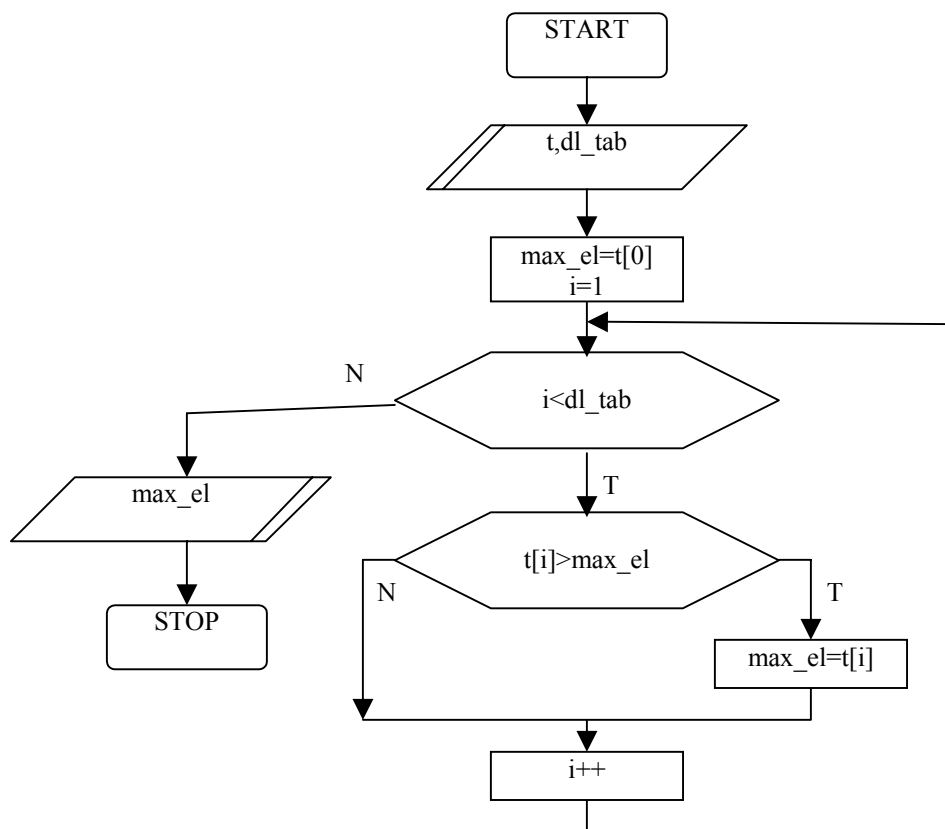 START
t,dl_tab
max_el=t[0]
i=1
N
i<dl_tab
max_el
T
t[i]>max_el
N
T
STOP
max_el=t[i]
i++